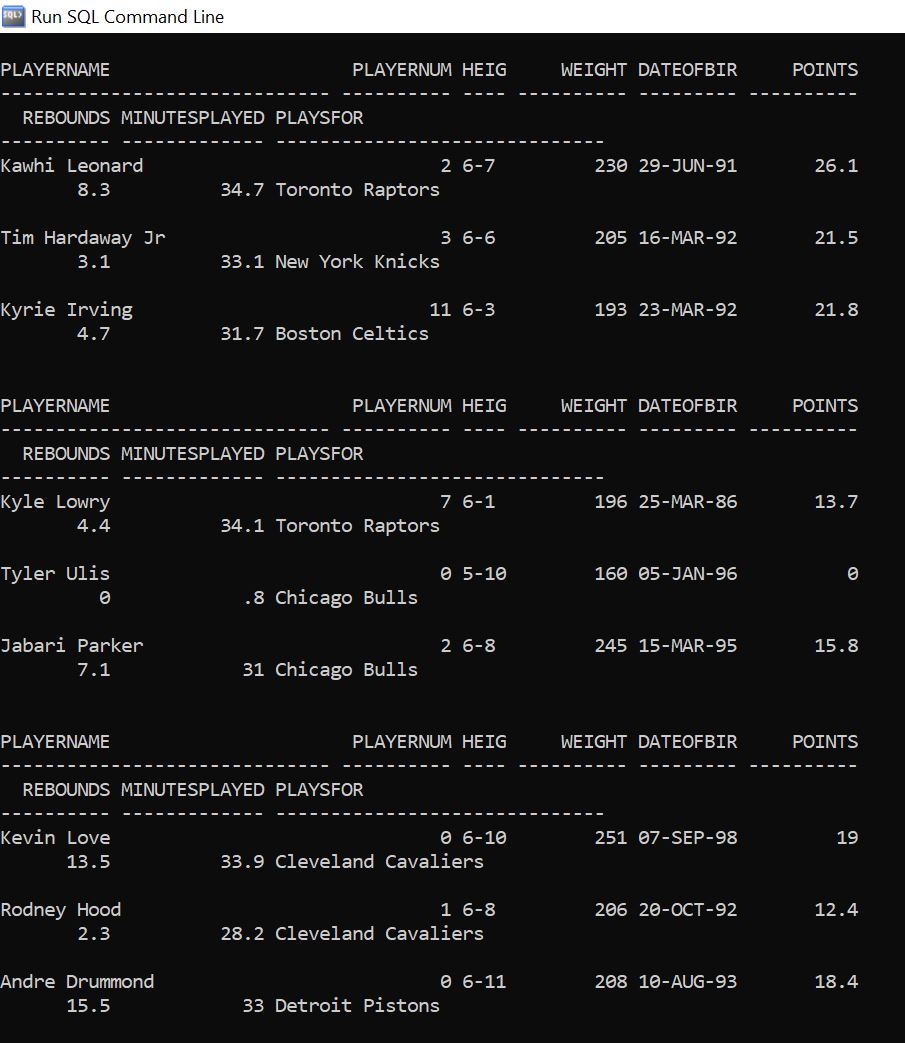 SQL>
Run SQL Command Line
PLAYERNAME                      PLAYERNUM HEIG     WEIGHT DATEOFBIR     POINTS
------------------------------ ---------- ---- ---------- --------- ----------
  REBOUNDS MINUTESPLAYED PLAYSFOR
---------- ------------- ------------------------------
Kawhi Leonard                           2 6-7         230 29-JUN-91       26.1
       8.3          34.7 Toronto Raptors
Tim Hardaway Jr                         3 6-6         205 16-MAR-92       21.5
       3.1          33.1 New York Knicks
Kyrie Irving                           11 6-3         193 23-MAR-92       21.8
       4.7          31.7 Boston Celtics
PLAYERNAME                      PLAYERNUM HEIG     WEIGHT DATEOFBIR     POINTS
------------------------------ ---------- ---- ---------- --------- ----------
  REBOUNDS MINUTESPLAYED PLAYSFOR
---------- ------------- ------------------------------
Kyle Lowry                              7 6-1         196 25-MAR-86       13.7
       4.4          34.1 Toronto Raptors
Tyler Ulis                              0 5-10        160 05-JAN-96          0
         0            .8 Chicago Bulls
Jabari Parker                           2 6-8         245 15-MAR-95       15.8
       7.1            31 Chicago Bulls
PLAYERNAME                      PLAYERNUM HEIG     WEIGHT DATEOFBIR     POINTS
------------------------------ ---------- ---- ---------- --------- ----------
  REBOUNDS MINUTESPLAYED PLAYSFOR
---------- ------------- ------------------------------
Kevin Love                              0 6-10        251 07-SEP-98         19
      13.5          33.9 Cleveland Cavaliers
Rodney Hood                             1 6-8         206 20-OCT-92       12.4
       2.3          28.2 Cleveland Cavaliers
Andre Drummond                          0 6-11        208 10-AUG-93       18.4
      15.5            33 Detroit Pistons